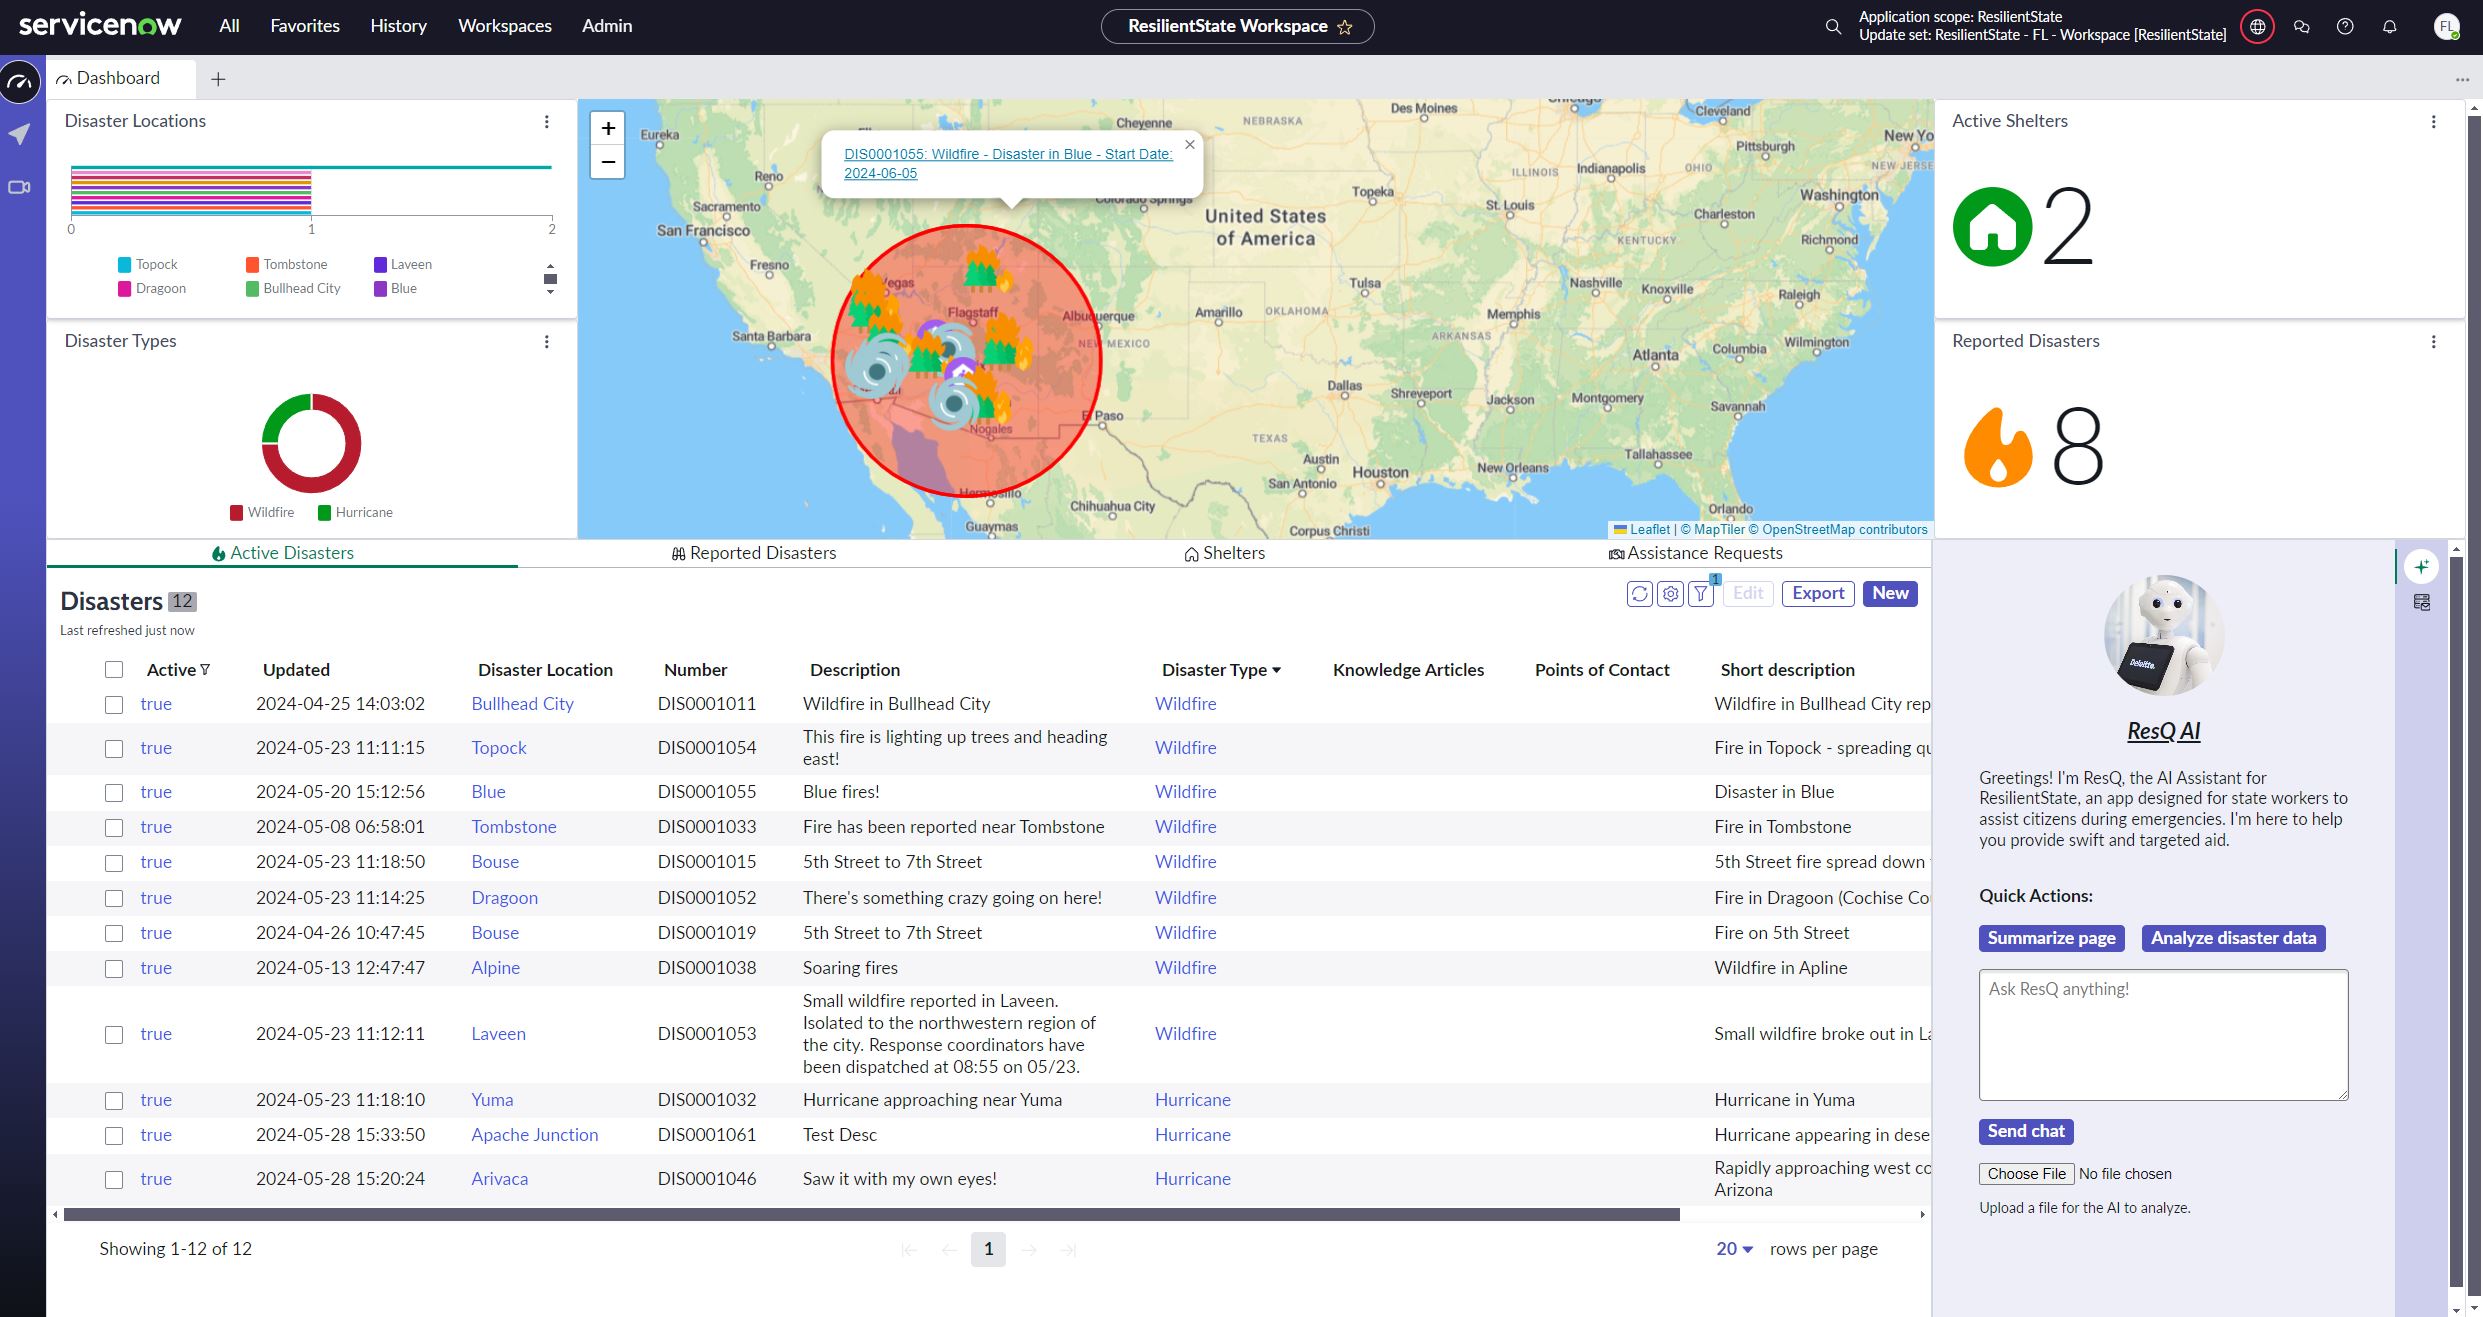 servicenow
All
Favorites
History
Workspaces
Admin
ResilientState Workspace
Application scope: ResilientState
Update set: ResilientState - FL - Workspace [ResilientState]
FL
Dashboard
Disaster Locations
0
1
2
Topock
Tombstone
Laveen
Dragoon
Bullhead City
Blue
Disaster Types
Wildfire
Hurricane
+
−
DIS0001055: Wildfire - Disaster in Blue - Start Date:
2024-06-05
Eureka
Reno
Sacramento
San Francisco
Fresno
Santa Barbara
Flagstaff
Albuquerque
NEW MEXICO
Nogales
El Paso
Hermosillo
Guaymas
Chihuahua City
Cheyenne
NEBRASKA
Des Moines
Chicago
Colorado Springs
Topeka
United States
of America
St. Louis
ILLINOIS
Indianapolis
OHIO
Cleveland
Pittsburgh
New Yo
NEW JERSE
Washington
Charleston
Richmond
KENTUCKY
Tulsa
Nashville
Knoxville
Raleigh
Amarillo
OKLAHOMA
Memphis
ARKANSAS
Atlanta
Columbia
Wilmington
Dallas
Shreveport
Jackson
Montgomery
Savannah
TEXAS
Austin
Houston
San Antonio
New Orleans
Tallahassee
Corpus Christi
Orlando
Leaflet | © MapTiler © OpenStreetMap contributors
Active Shelters
2
Reported Disasters
8
Active Disasters
Reported Disasters
Shelters
Assistance Requests
Disasters 12
Last refreshed just now
1
Edit
Export
New
Active Updated Disaster Location Number Description Disaster Type Knowledge Articles Points of Contact Short description
true 2024-04-25 14:03:02 Bullhead City DIS0001011 Wildfire in Bullhead City Wildfire Wildfire in Bullhead City rep
true 2024-05-23 11:11:15 Topock DIS0001054 This fire is lighting up trees and heading
east! Wildfire Fire in Topock - spreading qu
true 2024-05-20 15:12:56 Blue DIS0001055 Blue fires! Wildfire Disaster in Blue
true 2024-05-08 06:58:01 Tombstone DIS0001033 Fire has been reported near Tombstone Wildfire Fire in Tombstone
true 2024-05-23 11:18:50 Bouse DIS0001015 5th Street to 7th Street Wildfire 5th Street fire spread down
true 2024-05-23 11:14:25 Dragoon DIS0001052 There's something crazy going on here! Wildfire Fire in Dragoon (Cochise Co
true 2024-04-26 10:47:45 Bouse DIS0001019 5th Street to 7th Street Wildfire Fire on 5th Street
true 2024-05-13 12:47:47 Alpine DIS0001038 Soaring fires Wildfire Wildfire in Apline
Small wildfire reported in Laveen.
Isolated to the northwestern region of
true 2024-05-23 11:12:11 Laveen DIS0001053 the city. Response coordinators have Wildfire Small wildfire broke out in La
been dispatched at 08:55 on 05/23.
true 2024-05-23 11:18:10 Yuma DIS0001032 Hurricane approaching near Yuma Hurricane Hurricane in Yuma
true 2024-05-28 15:33:50 Apache Junction DIS0001061 Test Desc Hurricane Hurricane appearing in dese
true 2024-05-28 15:20:24 Arivaca DIS0001046 Saw it with my own eyes! Hurricane Rapidly approaching west co
Arizona
Showing 1-12 of 12
1
20 rows per page
Deloitte.
ResQ AI
Greetings! I'm ResQ, the AI Assistant for
ResilientState, an app designed for state workers to
assist citizens during emergencies. I'm here to help
you provide swift and targeted aid.
Quick Actions:
Summarize page
Analyze disaster data
Ask ResQ anything!
Send chat
Choose File No file chosen
Upload a file for the AI to analyze.